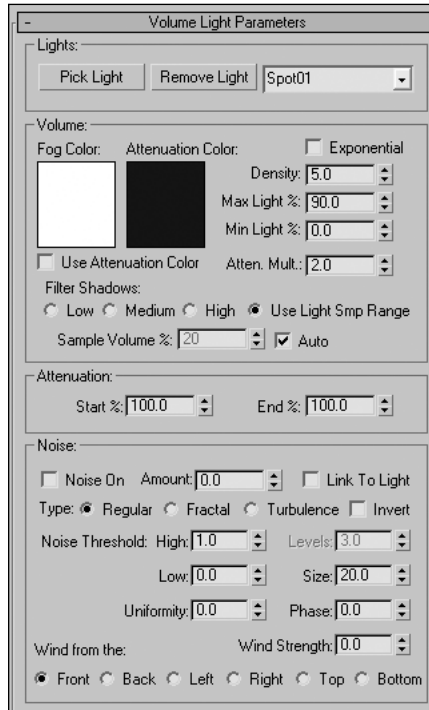 - Volume Light Parameters
Lights:
Pick Light Remove Light Spot01
Volume:
Fog Color: Attenuation Color: Exponential
Density: 5.0
Max Light %: 90.0
Min Light %: 0.0
Use Attenuation Color Atten. Mult.: 2.0
Filter Shadows:
Low Medium High Use Light Smp Range
Sample Volume %: 20 Auto
Attenuation:
Start %: 100.0 End %: 100.0
Noise:
Noise On Amount: 0.0 Link To Light
Type: Regular Fractal Turbulence Invert
Noise Threshold: High: 1.0 Levels: 3.0
Low: 0.0 Size: 20.0
Uniformity: 0.0 Phase: 0.0
Wind from the: Wind Strength: 0.0
Front Back Left Right Top Bottom